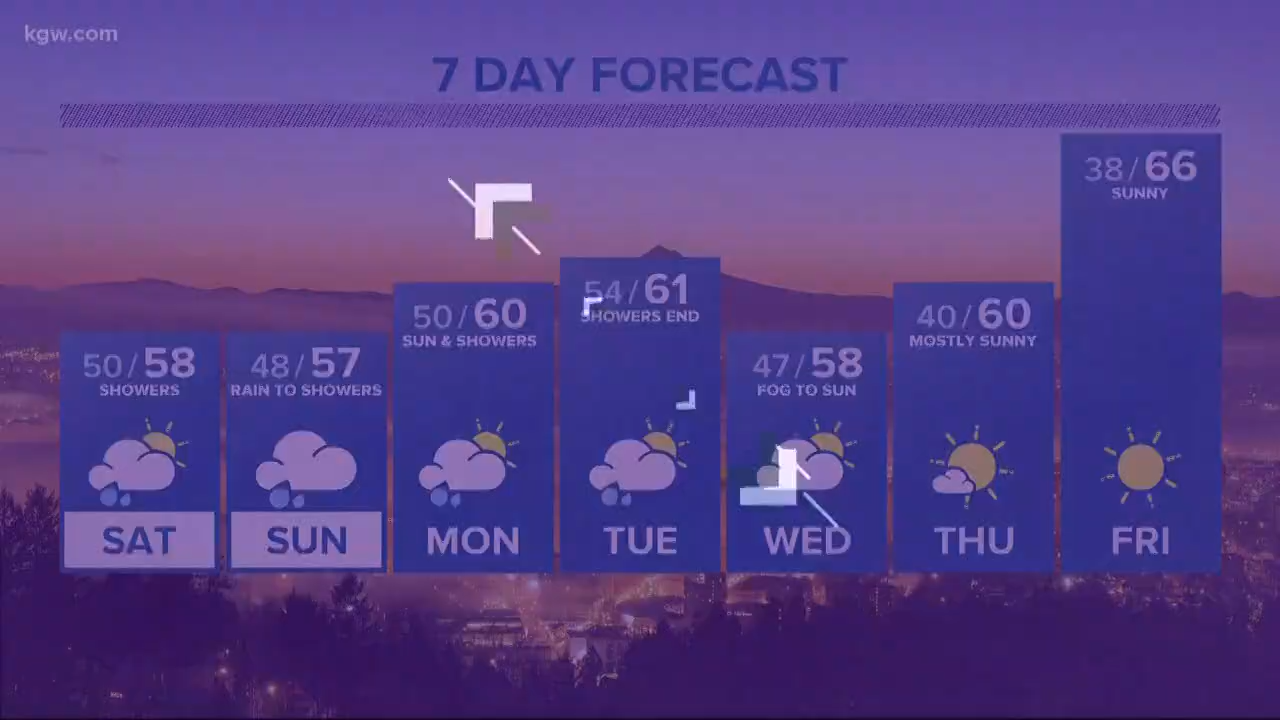 kgw.com
7 DAY FORECAST
50/58
SHOWERS
SAT
48/57
RAIN TO SHOWERS
SUN
50/60
SUN & SHOWERS
MON
54/61
SHOWERS END
TUE
47/58
FOG TO SUN
WED
40/60
MOSTLY SUNNY
THU
38/66
SUNNY
FRI